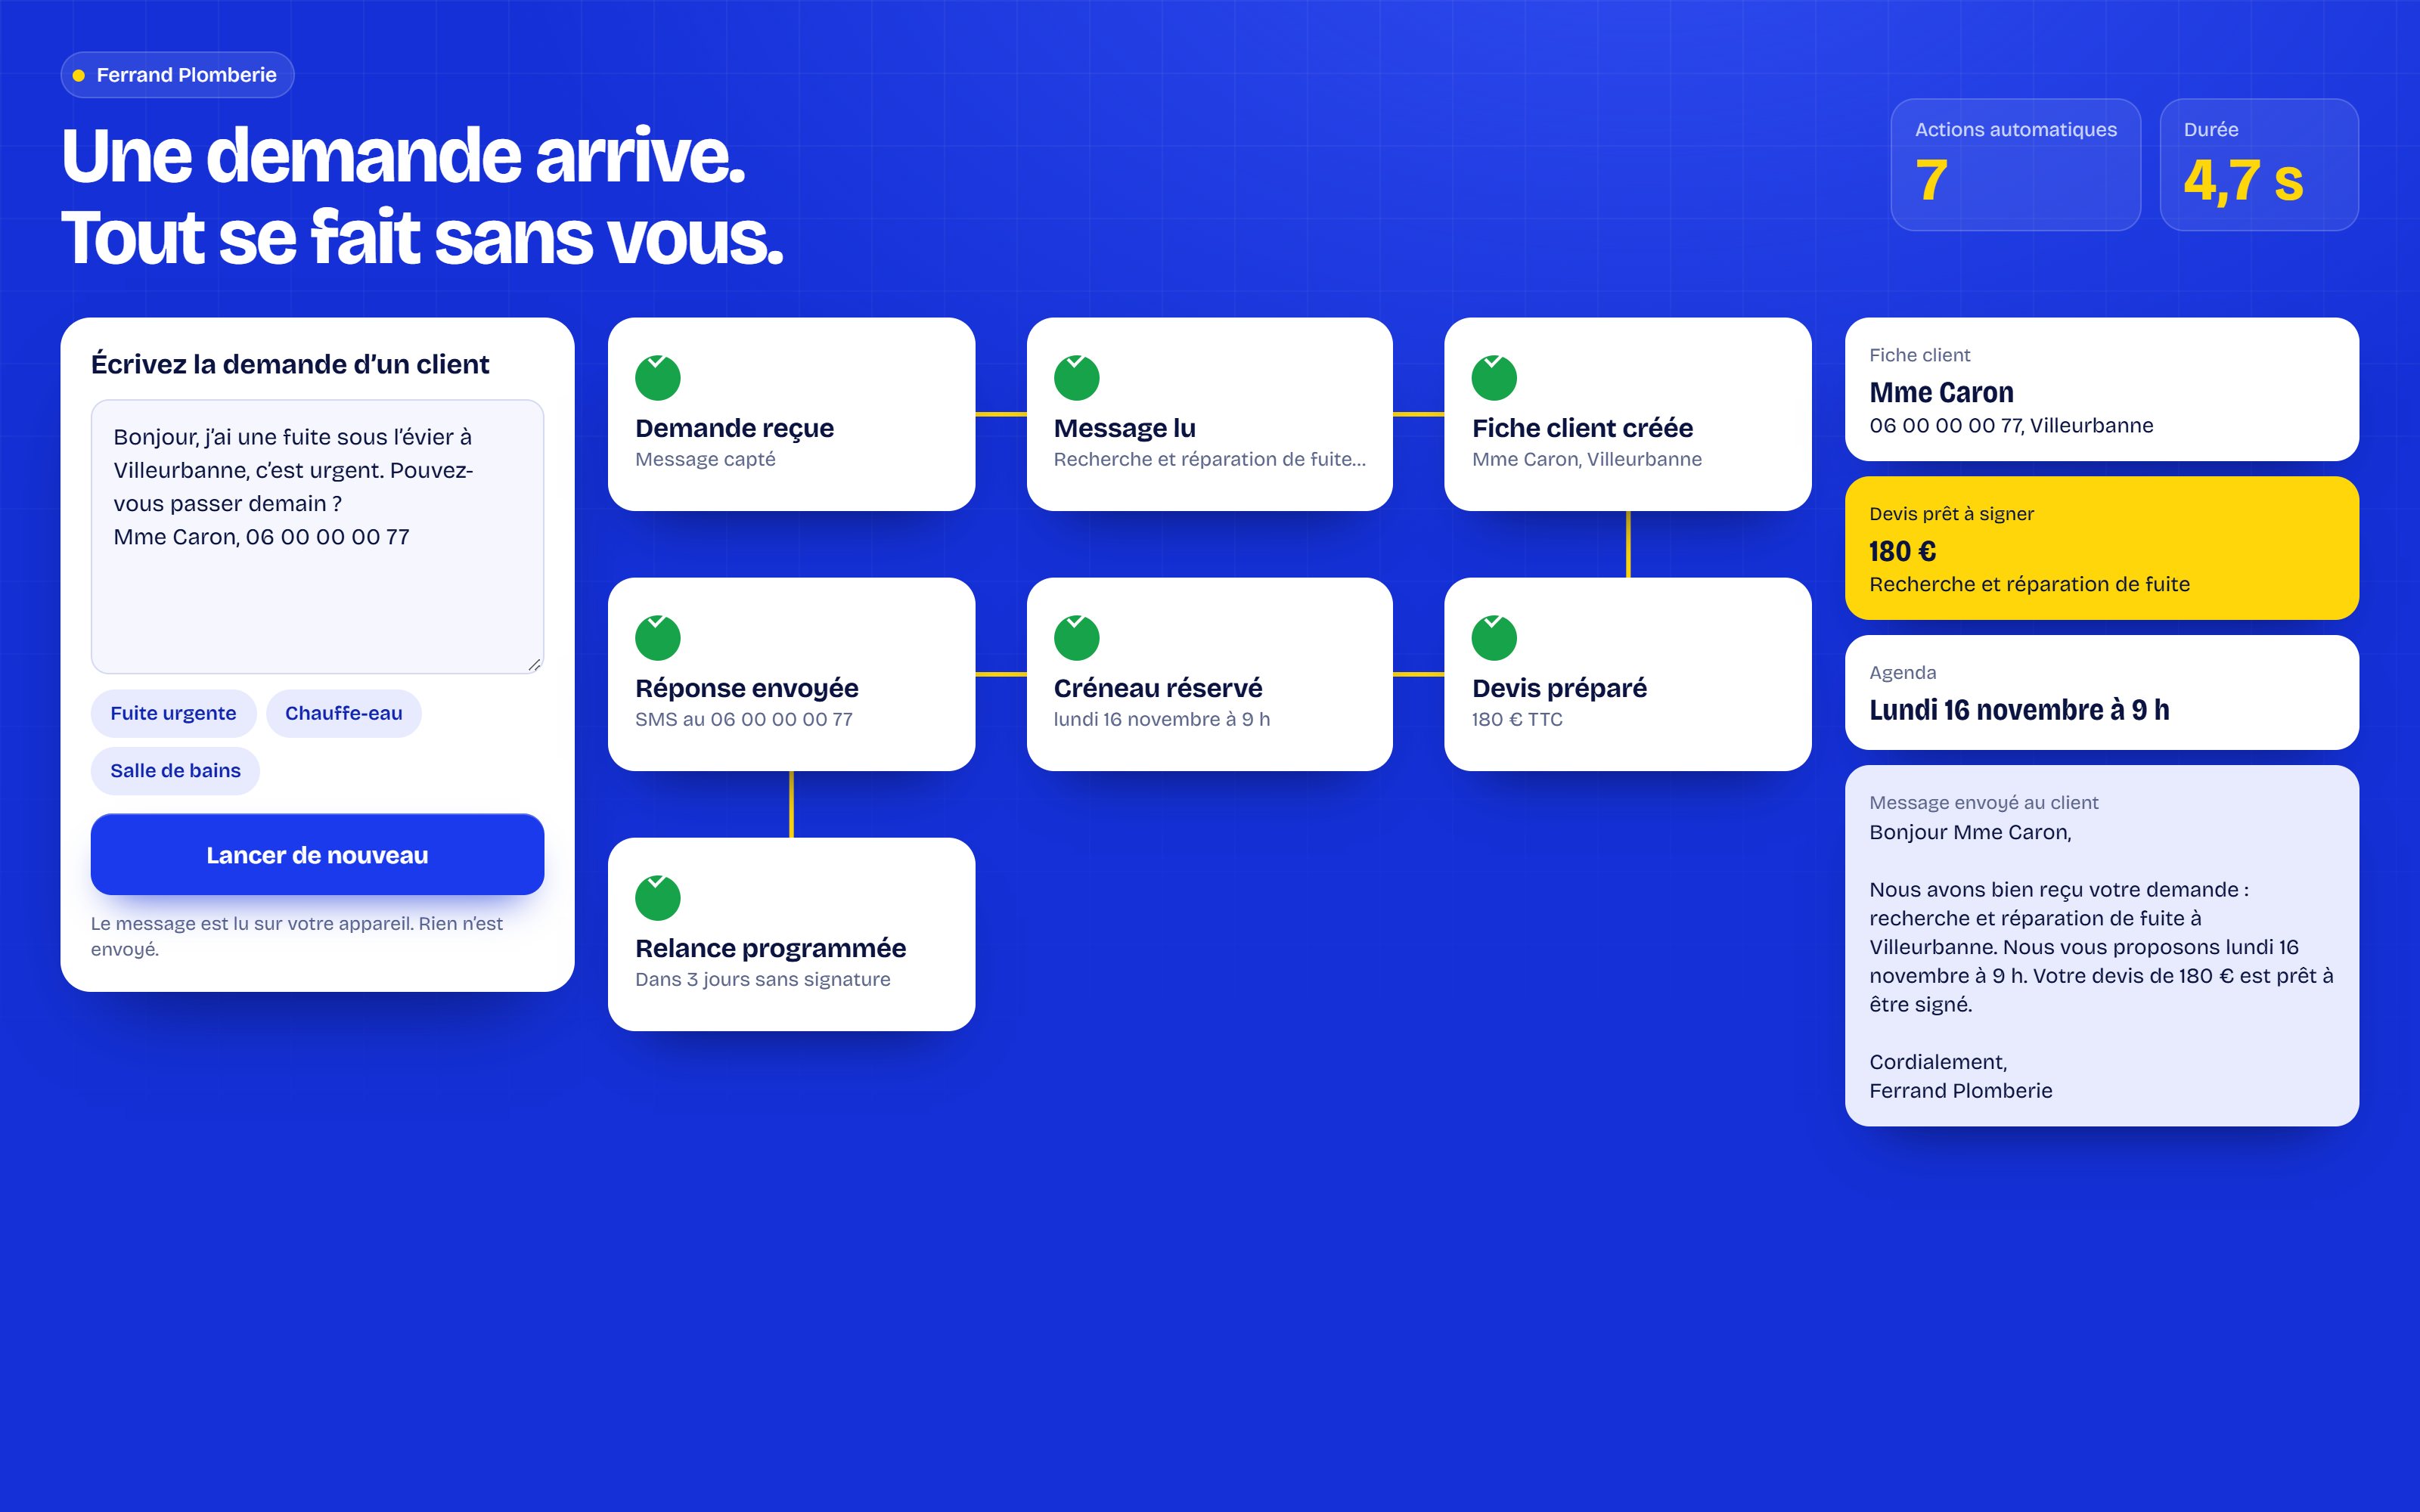 Ferrand Plomberie
Une demande arrive.
Tout se fait sans vous.
Actions automatiques
7
Durée
4,7 s
Écrivez la demande d’un client
Bonjour, j’ai une fuite sous l’évier à
Villeurbanne, c’est urgent. Pouvez-
vous passer demain ?
Mme Caron, 06 00 00 00 77
Fuite urgente
Chauffe-eau
Salle de bains
Lancer de nouveau
Le message est lu sur votre appareil. Rien n’est
envoyé.
Demande reçue
Message capté
Message lu
Recherche et réparation de fuite...
Fiche client créée
Mme Caron, Villeurbanne
Réponse envoyée
SMS au 06 00 00 00 77
Créneau réservé
lundi 16 novembre à 9 h
Devis préparé
180 € TTC
Relance programmée
Dans 3 jours sans signature
Fiche client
Mme Caron
06 00 00 00 77, Villeurbanne
Devis prêt à signer
180 €
Recherche et réparation de fuite
Agenda
Lundi 16 novembre à 9 h
Message envoyé au client
Bonjour Mme Caron,
Nous avons bien reçu votre demande :
recherche et réparation de fuite à
Villeurbanne. Nous vous proposons lundi 16
novembre à 9 h. Votre devis de 180 € est prêt à
être signé.
Cordialement,
Ferrand Plomberie